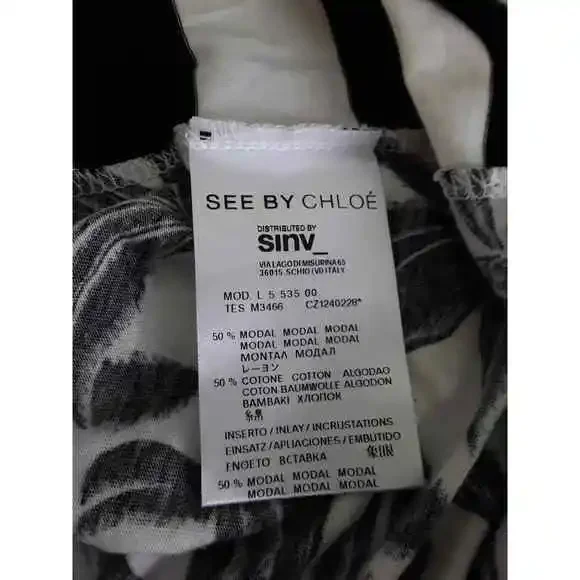 SEE BY CHLOÉ
DISTRIBUTED BY
sinv_
VIA LAGO DI MISURINA 65
36015 SCHIO (VI) ITALY
MOD. L 5 535 00
TES M3466 CZ1240228*
50 % MODAL MODAL MODAL
MODAL MODAL MODAL
МОНТАЛ МОДАЛ
レーヨン
50 % COTONE COTTON ALGODAO
COTON BAUMWOLLE ALGODON
BAMBAKI ХЛОПОК
綿
INSERTO / INLAY / INCRUSTATIONS
EINSATZ / APLIACIONES / EMBUTIDO
ΕΝΘΕΤΟ ВСТАВКА
50 % MODAL MODAL MODAL
MODAL MODAL MODAL